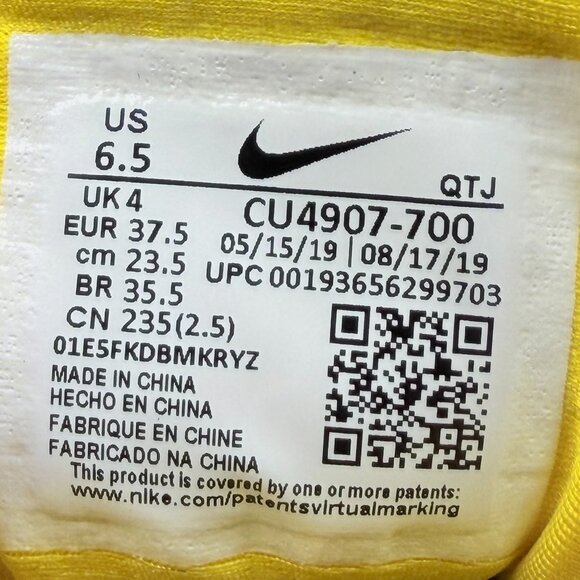 US
6.5
QTJ
UK 4
CU4907-700
EUR 37.5
05/15/19 | 08/17/19
cm 23.5
UPC 00193656299703
BR 35.5
CN 235(2.5)
01E5FKDBMKRYZ
MADE IN CHINA
HECHO EN CHINA
FABRIQUE EN CHINE
FABRICADO NA CHINA
This product is covered by one or more patents:
www.nike.com/patentsvirtualmarking